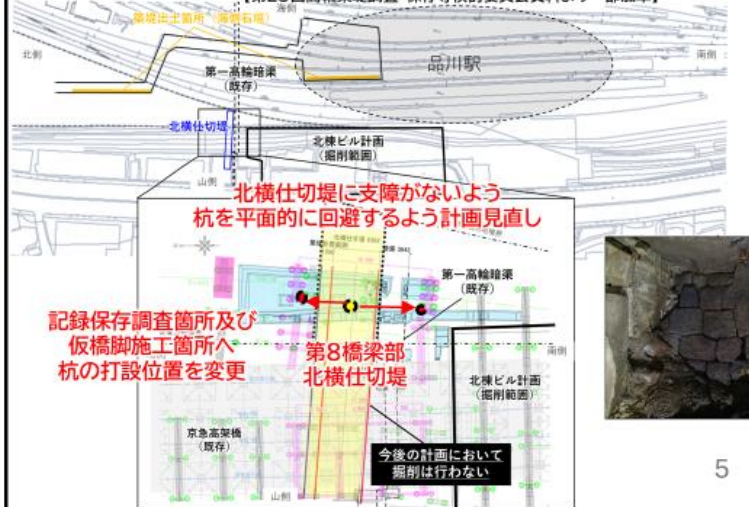 築堤出土箇所（海側石垣）
海側
北側
南側
第一高輪暗渠
（既存）
品川駅
北横仕切堤
北棟ビル計画
（掘削範囲）
山側
北横仕切堤に支障がないよう
杭を平面的に回避するよう計画見直し
第一高輪暗渠
（既存）
記録保存調査箇所及び
仮橋脚施工箇所へ
杭の打設位置を変更
第8橋梁部
北横仕切堤
南側
北棟ビル計画
（掘削範囲）
京急高架橋
（既存）
今後の計画において
掘削は行わない
山側
5